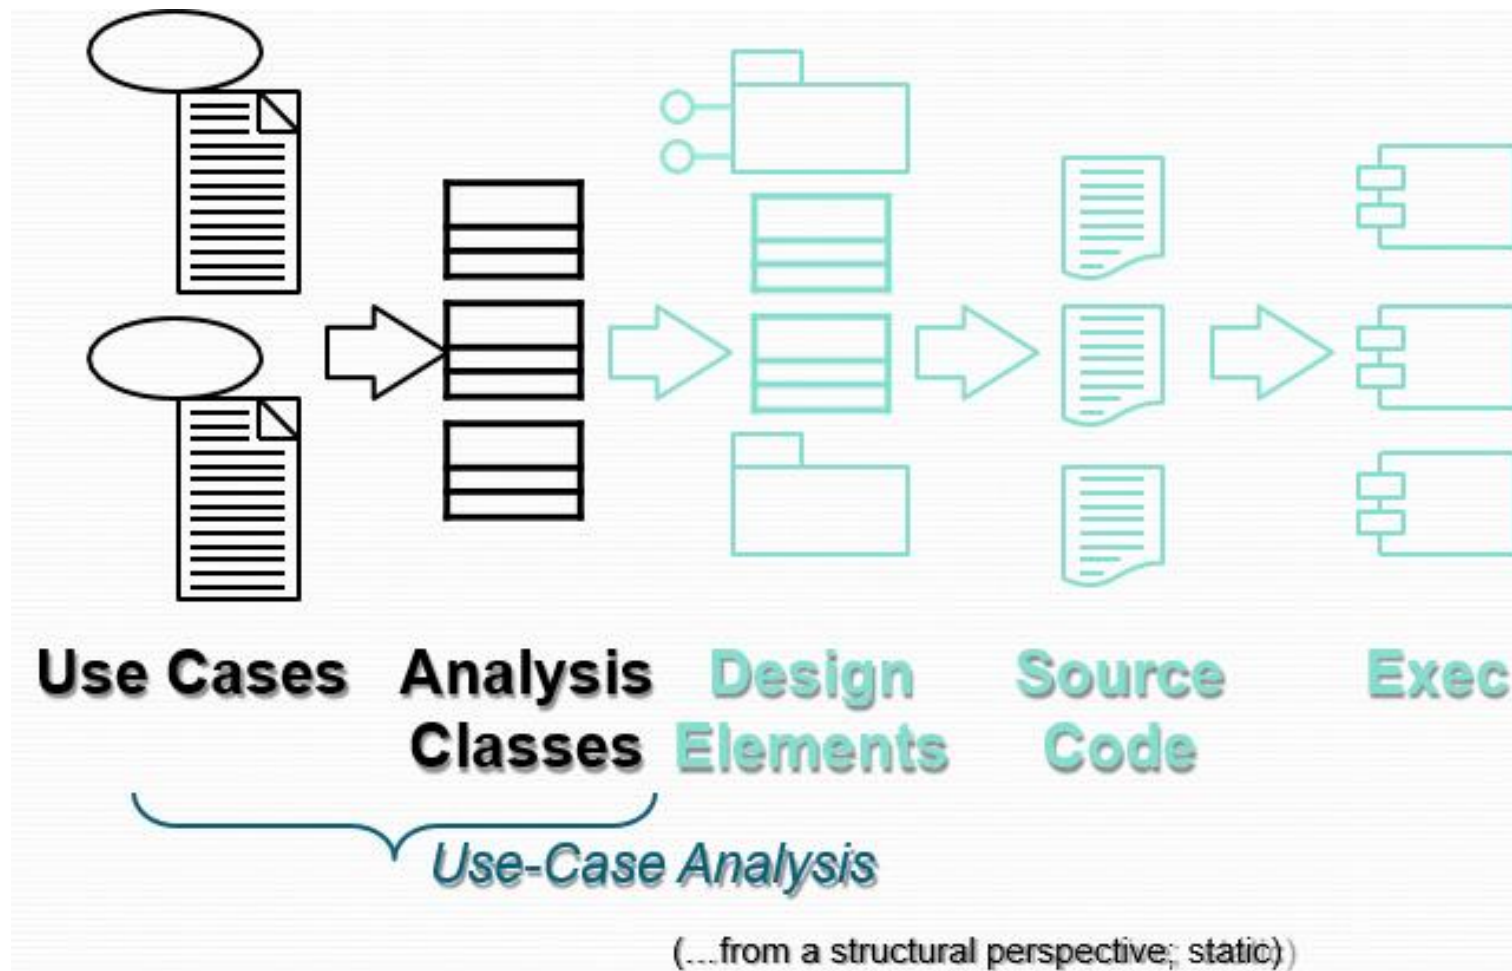 Use Cases
Analysis
Classes
Design
Elements
Source
Code
Exec
Use-Case Analysis
(...from a structural perspective; static)